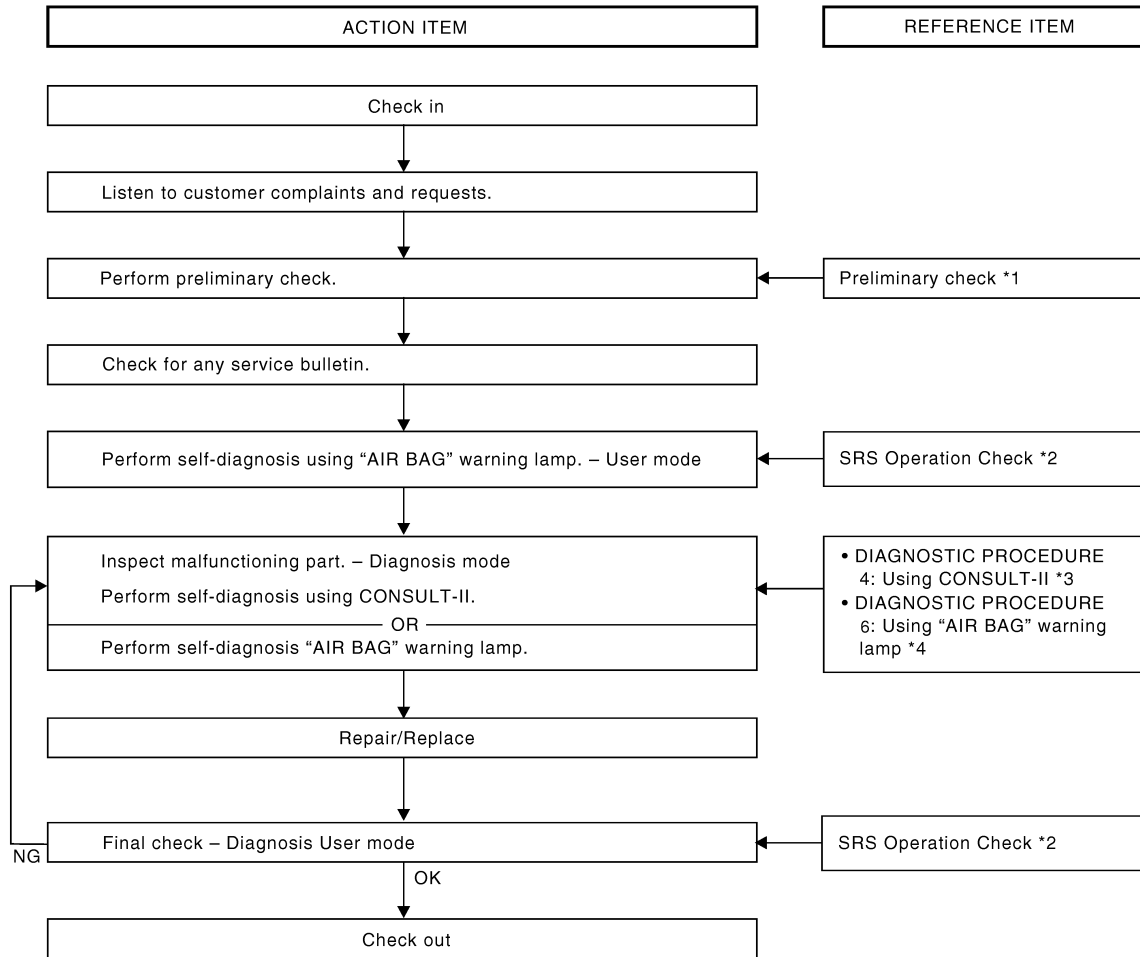 ACTION ITEM
REFERENCE ITEM
Check in
Listen to customer complaints and requests.
Perform preliminary check.
Preliminary check *1
Check for any service bulletin.
Perform self-diagnosis using “AIR BAG” warning lamp. – User mode
SRS Operation Check *2
Inspect malfunctioning part. – Diagnosis mode
Perform self-diagnosis using CONSULT-II.
OR
Perform self-diagnosis “AIR BAG” warning lamp.
• DIAGNOSTIC PROCEDURE
4: Using CONSULT-II *3
• DIAGNOSTIC PROCEDURE
6: Using “AIR BAG” warning
lamp *4
Repair/Replace
Final check – Diagnosis User mode
SRS Operation Check *2
NG
OK
Check out